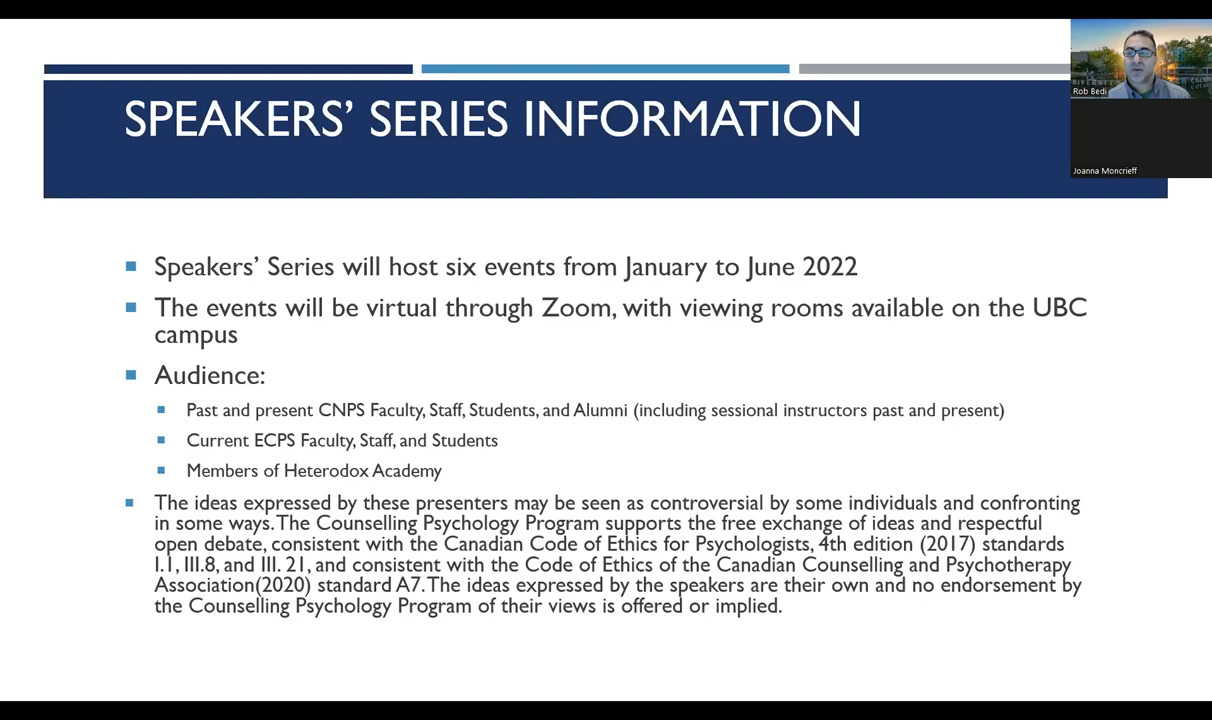 SPEAKERS' SERIES INFORMATION
Rob Bedi
Joanna Moncrieff
Speakers' Series will host six events from January to June 2022
The events will be virtual through Zoom, with viewing rooms available on the UBC
campus
Audience:
Past and present CNPS Faculty, Staff, Students, and Alumni (including sessional instructors past and present)
Current ECPS Faculty, Staff, and Students
Members of Heterodox Academy
The ideas expressed by these presenters may be seen as controversial by some individuals and confronting
in some ways. The Counselling Psychology Program supports the free exchange of ideas and respectful
open debate, consistent with the Canadian Code of Ethics for Psychologists, 4th edition (2017) standards
I.1, III.8, and III. 21, and consistent with the Code of Ethics of the Canadian Counselling and Psychotherapy
Association(2020) standard A7. The ideas expressed by the speakers are their own and no endorsement by
the Counselling Psychology Program of their views is offered or implied.